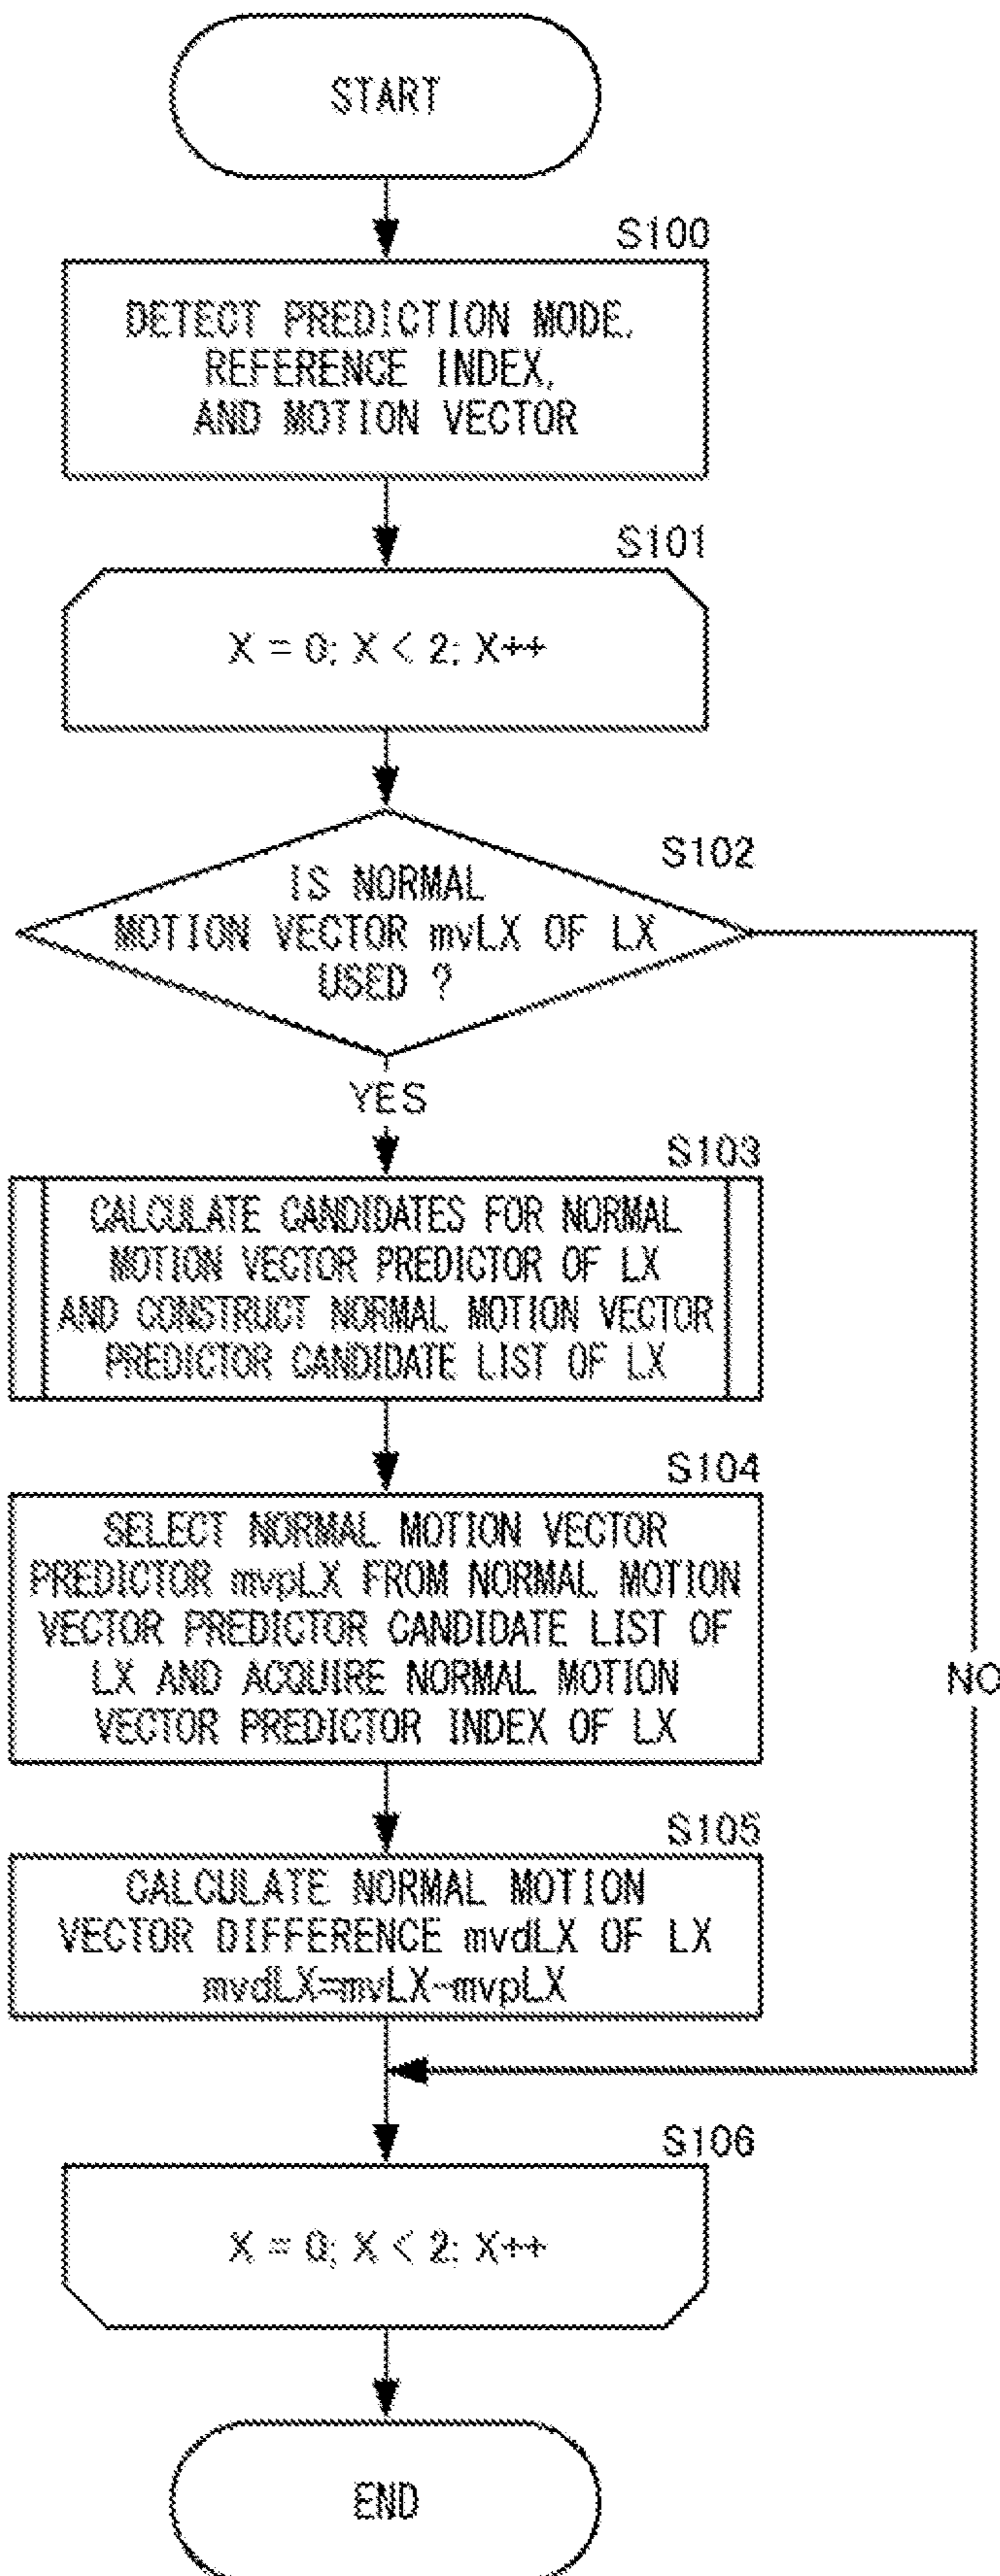 START
S100
DETECT PREDICTION MODE,
REFERENCE INDEX,
AND MOTION VECTOR
S101
X = 0; X < 2; X++
S102
IS NORMAL
MOTION VECTOR mvLX OF LX
USED ?
YES
S103
CALCULATE CANDIDATES FOR NORMAL
MOTION VECTOR PREDICTOR OF LX
AND CONSTRUCT NORMAL MOTION VECTOR
PREDICTOR CANDIDATE LIST OF LX
S104
SELECT NORMAL MOTION VECTOR
PREDICTOR mvpLX FROM NORMAL MOTION
VECTOR PREDICTOR CANDIDATE LIST OF
LX AND ACQUIRE NORMAL MOTION
VECTOR PREDICTOR INDEX OF LX
NO
S105
CALCULATE NORMAL MOTION
VECTOR DIFFERENCE mvdLX OF LX
mvdLX=mvLX-mvpLX
S106
X = 0; X < 2; X++
END